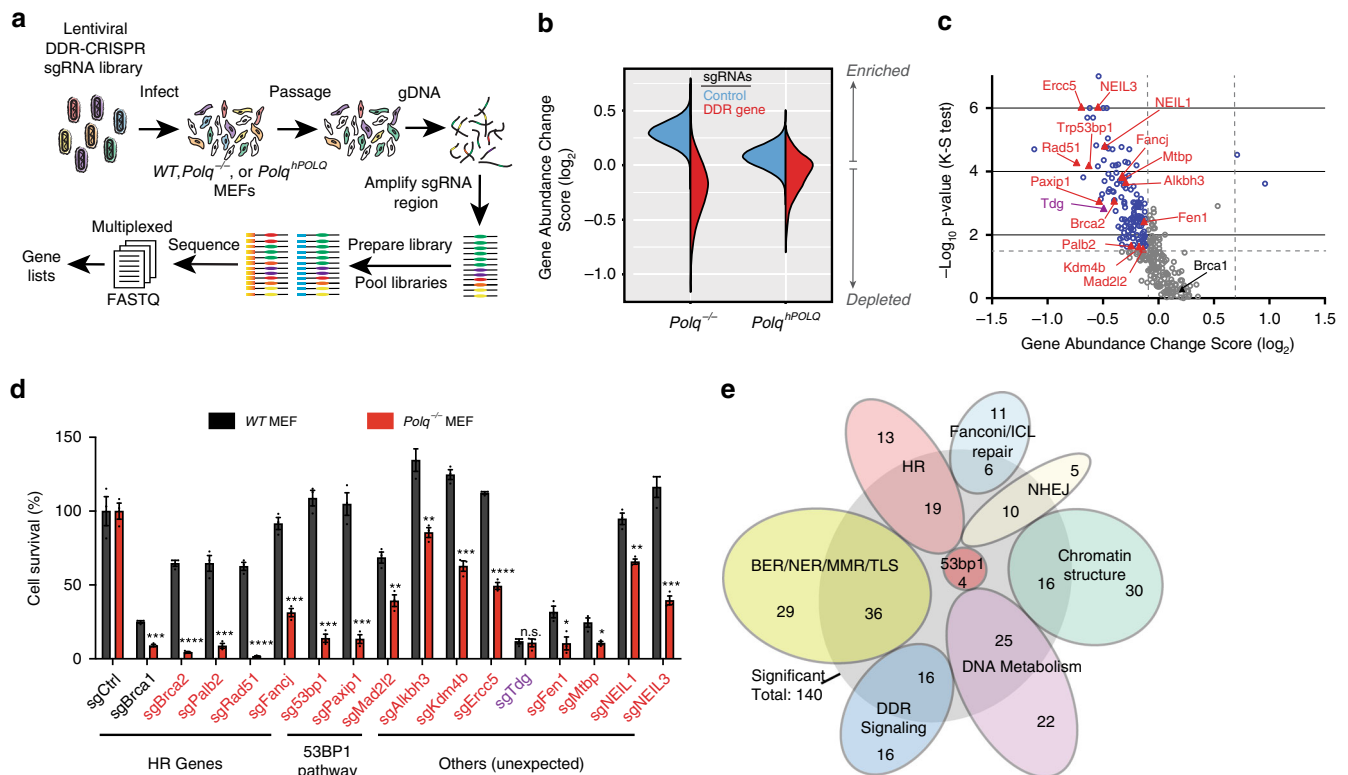 a
Lentiviral
DDR-CRISPR
sgRNA library
Infect
Passage
gDNA
WT, Polq–/–, or PolqhPOLQ
MEFs
Amplify sgRNA
region
Prepare library
Pool libraries
Sequence
Multiplexed
FASTQ
Gene
lists
b
Gene Abundance Change
Score (log2)
0.5
0.0
–0.5
–1.0
sgRNAs
Control
DDR gene
Polq–/–
PolqhPOLQ
Enriched
Depleted
c
–Log10 p-value (K-S test)
6
4
2
0
Ercc5
NEIL3
NEIL1
Trp53bp1
Fancj
Rad51
Mtbp
Paxip1
Alkbh3
Tdg
Brca2
Fen1
Palb2
Kdm4b
Mad2l2
Brca1
–1.5
–1.0
–0.5
0.0
0.5
1.0
1.5
Gene Abundance Change Score (log2)
d
WT MEF
Polq–/– MEF
Cell survival (%)
150
100
50
0
***
****
***
****
***
***
***
**
**
***
****
n.s.
*
*
**
***
sgCtrl
sgBrca1
sgBrca2
sgPalb2
sgRad51
sgFancj
sg53bp1
sgPaxip1
sgMad2l2
sgAlkbh3
sgKdm4b
sgErcc5
sgTdg
sgFen1
sgMtbp
sgNEIL1
sgNEIL3
HR Genes
53BP1
pathway
Others (unexpected)
e
13
HR
19
11
Fanconi/ICL
repair
6
5
NHEJ
10
53bp1
4
Chromatin
structure
16
30
BER/NER/MMR/TLS
29
36
25
DNA Metabolism
22
16
DDR
Signaling
16
Significant
Total: 140